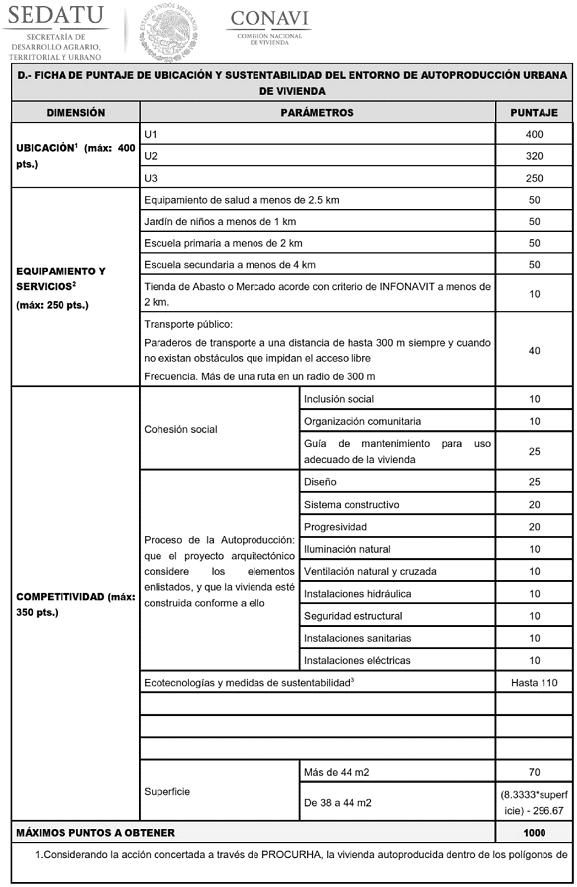 SEDATU
SECRETARÍA DE
DESARROLLO AGRARIO,
TERRITORIAL Y URBANO
ESTADOS UNIDOS MEXICANOS
CONAVI
COMISIÓN NACIONAL
DE VIVIENDA
D.- FICHA DE PUNTAJE DE UBICACIÓN Y SUSTENTABILIDAD DEL ENTORNO DE AUTOPRODUCCIÓN URBANA
DE VIVIENDA
DIMENSIÓN PARÁMETROS PUNTAJE
UBICACIÓN¹ (máx: 400
pts.)
U1 400
U2 320
U3 250
EQUIPAMIENTO Y
SERVICIOS²
(máx: 250 pts.)
Equipamiento de salud a menos de 2.5 km 50
Jardín de niños a menos de 1 km 50
Escuela primaria a menos de 2 km 50
Escuela secundaria a menos de 4 km 50
Tienda de Abasto o Mercado acorde con criterio de INFONAVIT a menos de
2 km.
10
Transporte público:
Paraderos de transporte a una distancia de hasta 300 m siempre y cuando
no existan obstáculos que impidan el acceso libre
Frecuencia. Más de una ruta en un radio de 300 m
40
COMPETITIVIDAD (máx:
350 pts.)
Cohesión social
Inclusión social 10
Organización comunitaria 10
Guía de mantenimiento para uso
adecuado de la vivienda
25
Proceso de la Autoproducción:
que el proyecto arquitectónico
considere los elementos
enlistados, y que la vivienda esté
construida conforme a ello
Diseño 25
Sistema constructivo 20
Progresividad 20
Iluminación natural 10
Ventilación natural y cruzada 10
Instalaciones hidráulica 10
Seguridad estructural 10
Instalaciones sanitarias 10
Instalaciones eléctricas 10
Ecotecnologías y medidas de sustentabilidad³ Hasta 110
Superficie
Más de 44 m2 70
De 38 a 44 m2
(8.3333*superf
icie) - 296.67
MÁXIMOS PUNTOS A OBTENER 1000
1.Considerando la acción concertada a través de PROCURHA, la vivienda autoproducida dentro de los polígonos de